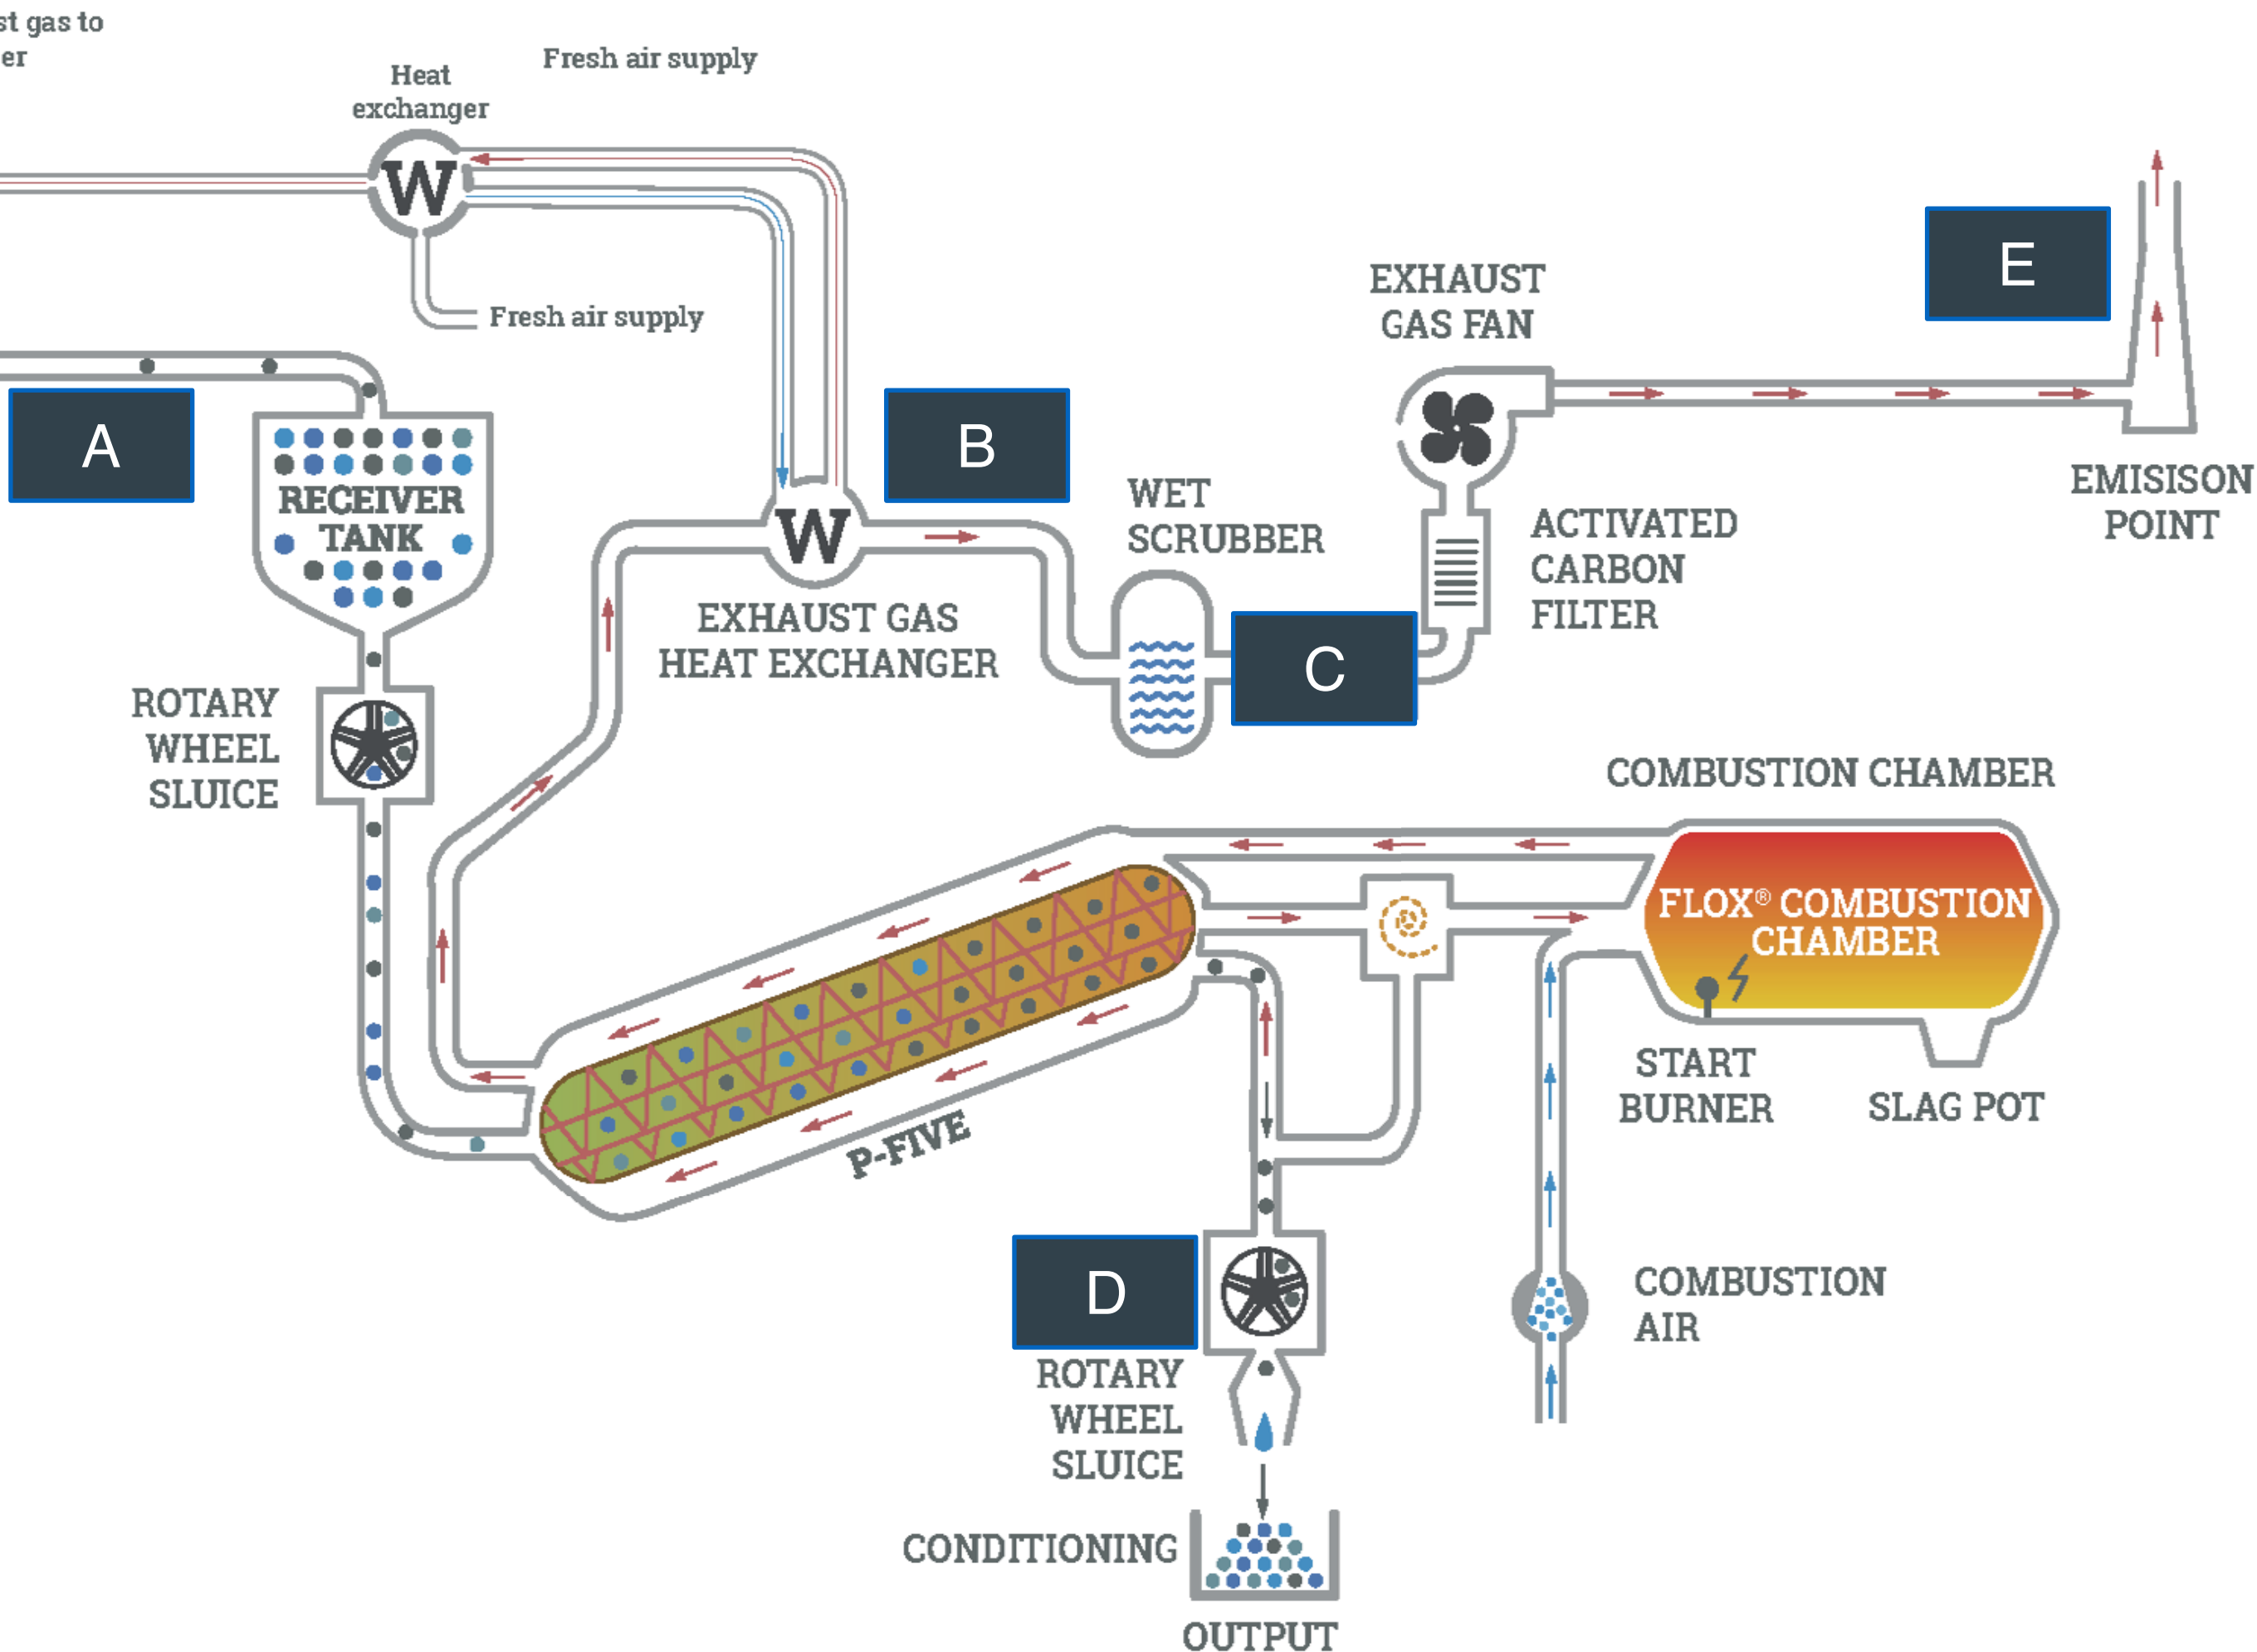 st gas to
er
Heat
exchanger
Fresh air supply
W
Fresh air supply
A
RECEIVER
TANK
B
W
EXHAUST GAS
HEAT EXCHANGER
WET
SCRUBBER
C
EXHAUST
GAS FAN
ACTIVATED
CARBON
FILTER
E
EMISISON
POINT
ROTARY
WHEEL
SLUICE
COMBUSTION CHAMBER
FLOX® COMBUSTION
CHAMBER
START
BURNER
SLAG POT
P-FIVE
D
ROTARY
WHEEL
SLUICE
COMBUSTION
AIR
CONDITIONING
OUTPUT